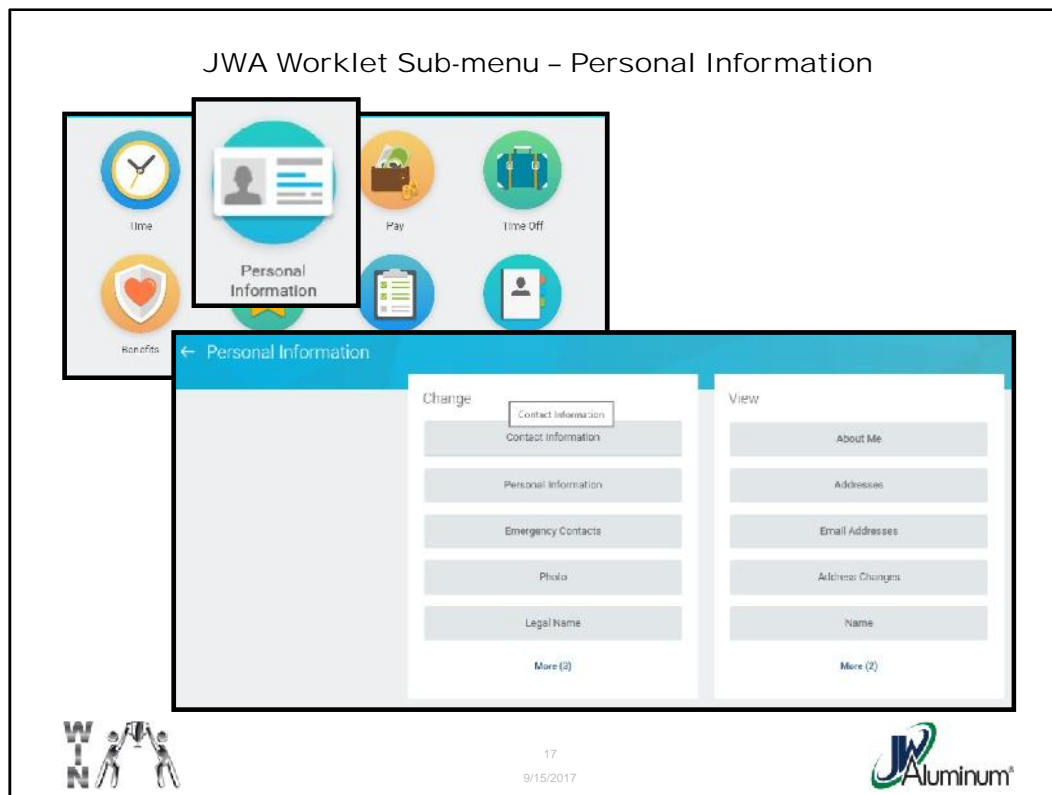 JWA Worklet Sub-menu – Personal Information
Time
Personal
Information
Pay
Time Off
Benefits
← Personal Information
Change
Contact Information
Contact Information
Personal Information
Emergency Contacts
Photo
Legal Name
More (3)
View
About Me
Addresses
Email Addresses
Address Changes
Name
More (2)
WIN
17
9/15/2017
JW Aluminum®